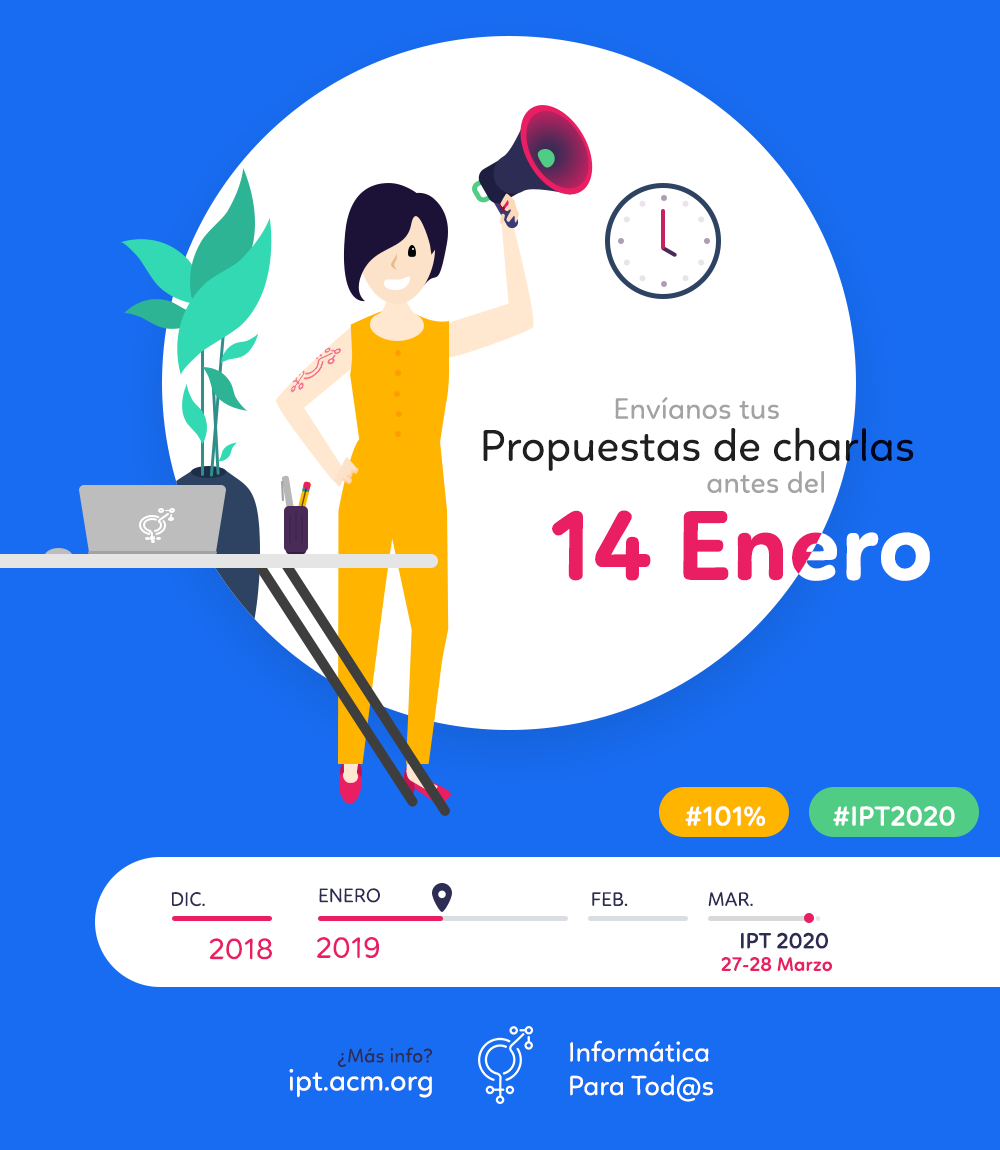 Envíanos tus
Propuestas de charlas
antes del
14 Enero
#101%
#IPT2020
DIC.
ENERO
FEB.
MAR.
2018
2019
IPT 2020
27-28 Marzo
¿Más info?
ipt.acm.org
Informática
Para Tod@s